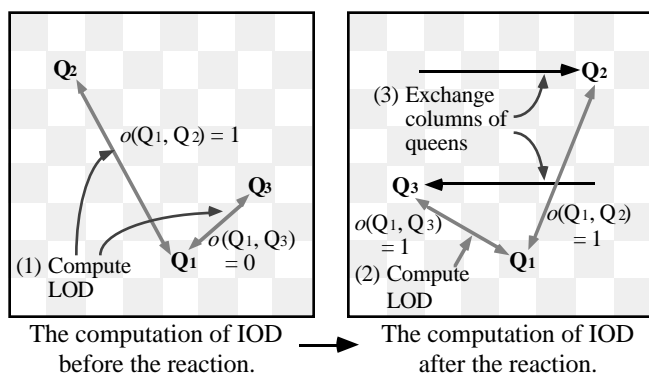 Q2
o(Q1, Q2) = 1
Q3
(1) Compute
LOD
Q1
o(Q1, Q3)
= 0
The computation of IOD
before the reaction.
Q2
(3) Exchange
columns of
queens
Q3
o(Q1, Q3)
= 1
o(Q1, Q2)
= 1
Q1
(2) Compute
LOD
The computation of IOD
after the reaction.